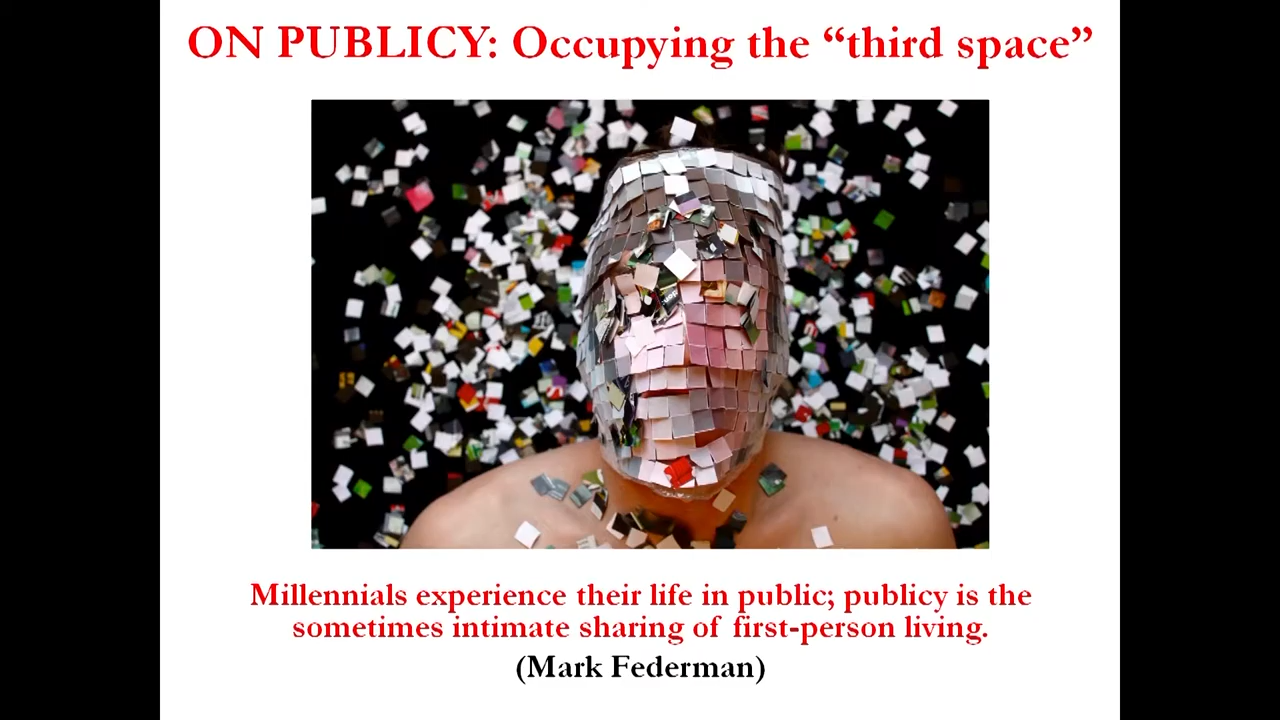 ON PUBLICY: Occupying the “third space”
Millennials experience their life in public; publicy is the
sometimes intimate sharing of first-person living.
(Mark Federman)